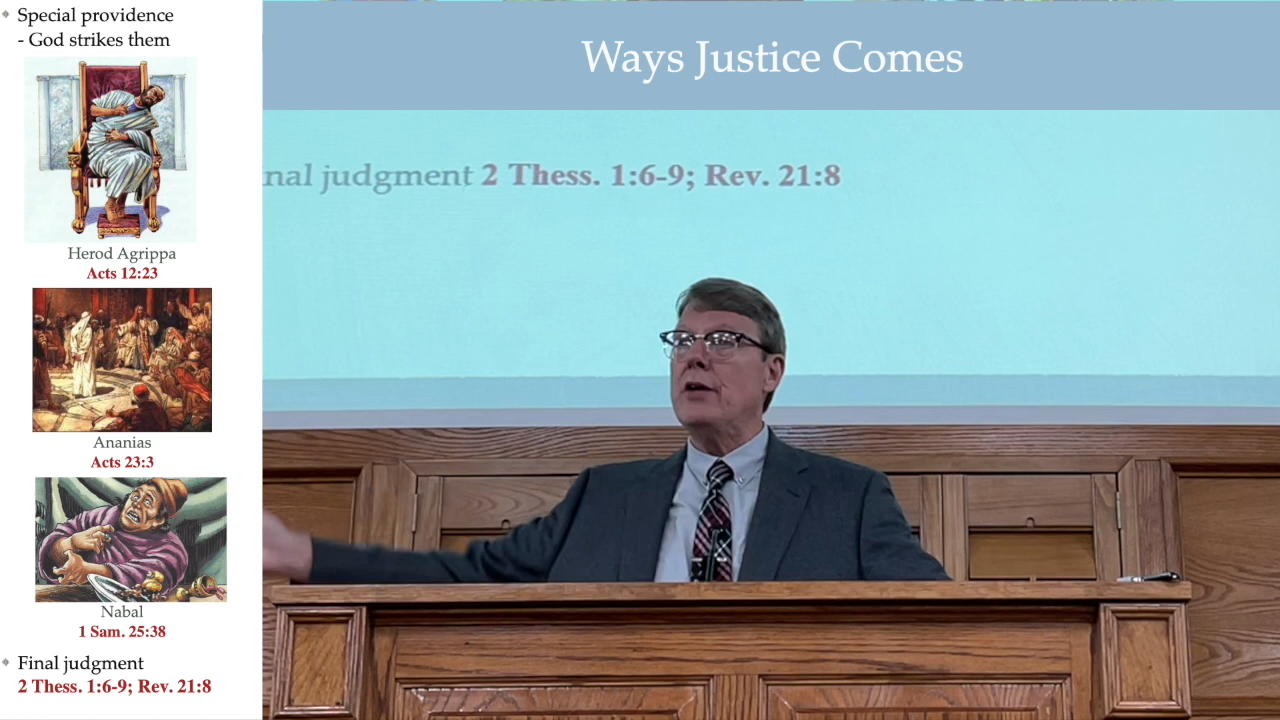 Special providence
- God strikes them
Herod Agrippa
Acts 12:23
Ananias
Acts 23:3
Nabal
1 Sam. 25:38
Final judgment
2 Thess. 1:6-9; Rev. 21:8
Ways Justice Comes
nal judgment 2 Thess. 1:6-9; Rev. 21:8